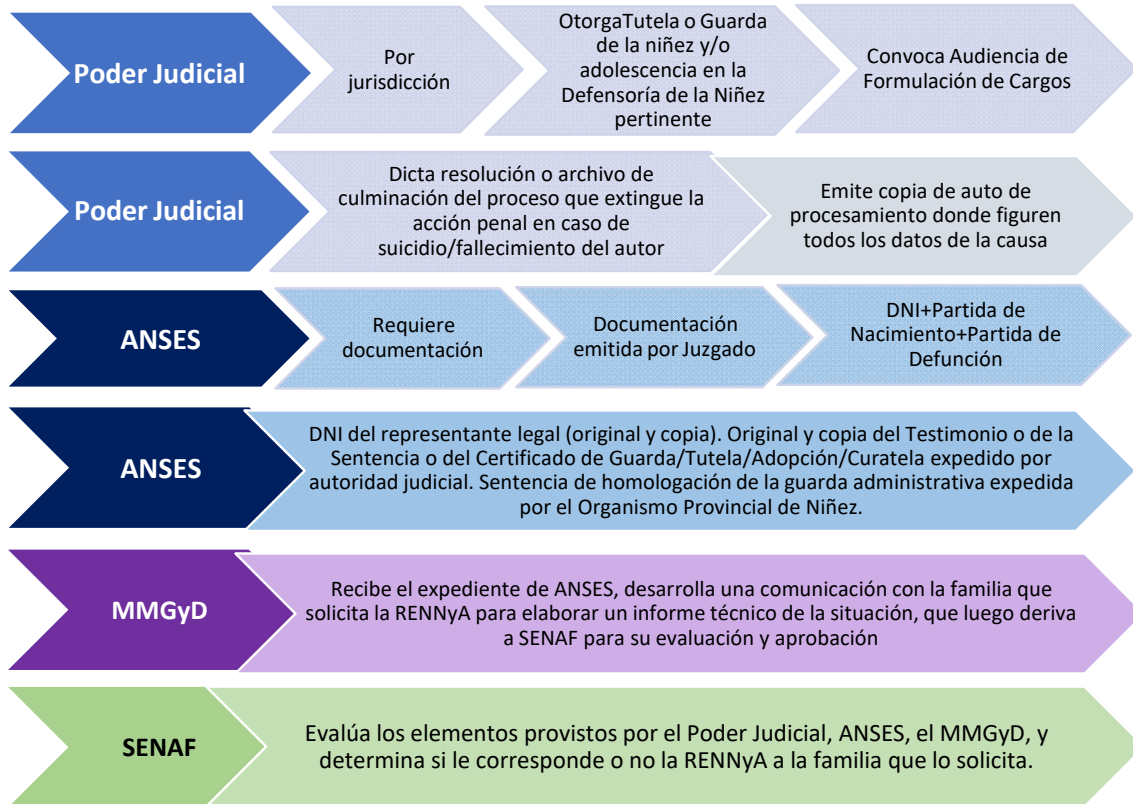 Poder Judicial
Por
jurisdicción
OtorgaTutela o Guarda
de la niñez y/o
adolescencia en la
Defensoría de la Niñez
pertinente
Convoca Audiencia de
Formulación de Cargos
Poder Judicial
Dicta resolución o archivo de
culminación del proceso que extingue la
acción penal en caso de
suicidio/fallecimiento del autor
Emite copia de auto de
procesamiento donde figuren
todos los datos de la causa
ANSES
Requiere
documentación
Documentación
emitida por Juzgado
DNI+Partida de
Nacimiento+Partida de
Defunción
ANSES
DNI del representante legal (original y copia). Original y copia del Testimonio o de la
Sentencia o del Certificado de Guarda/Tutela/Adopción/Curatela expedido por
autoridad judicial. Sentencia de homologación de la guarda administrativa expedida
por el Organismo Provincial de Niñez.
MMGyD
Recibe el expediente de ANSES, desarrolla una comunicación con la familia que
solicita la RENNyA para elaborar un informe técnico de la situación, que luego deriva
a SENAF para su evaluación y aprobación
SENAF
Evalúa los elementos provistos por el Poder Judicial, ANSES, el MMGyD, y
determina si le corresponde o no la RENNyA a la familia que lo solicita.